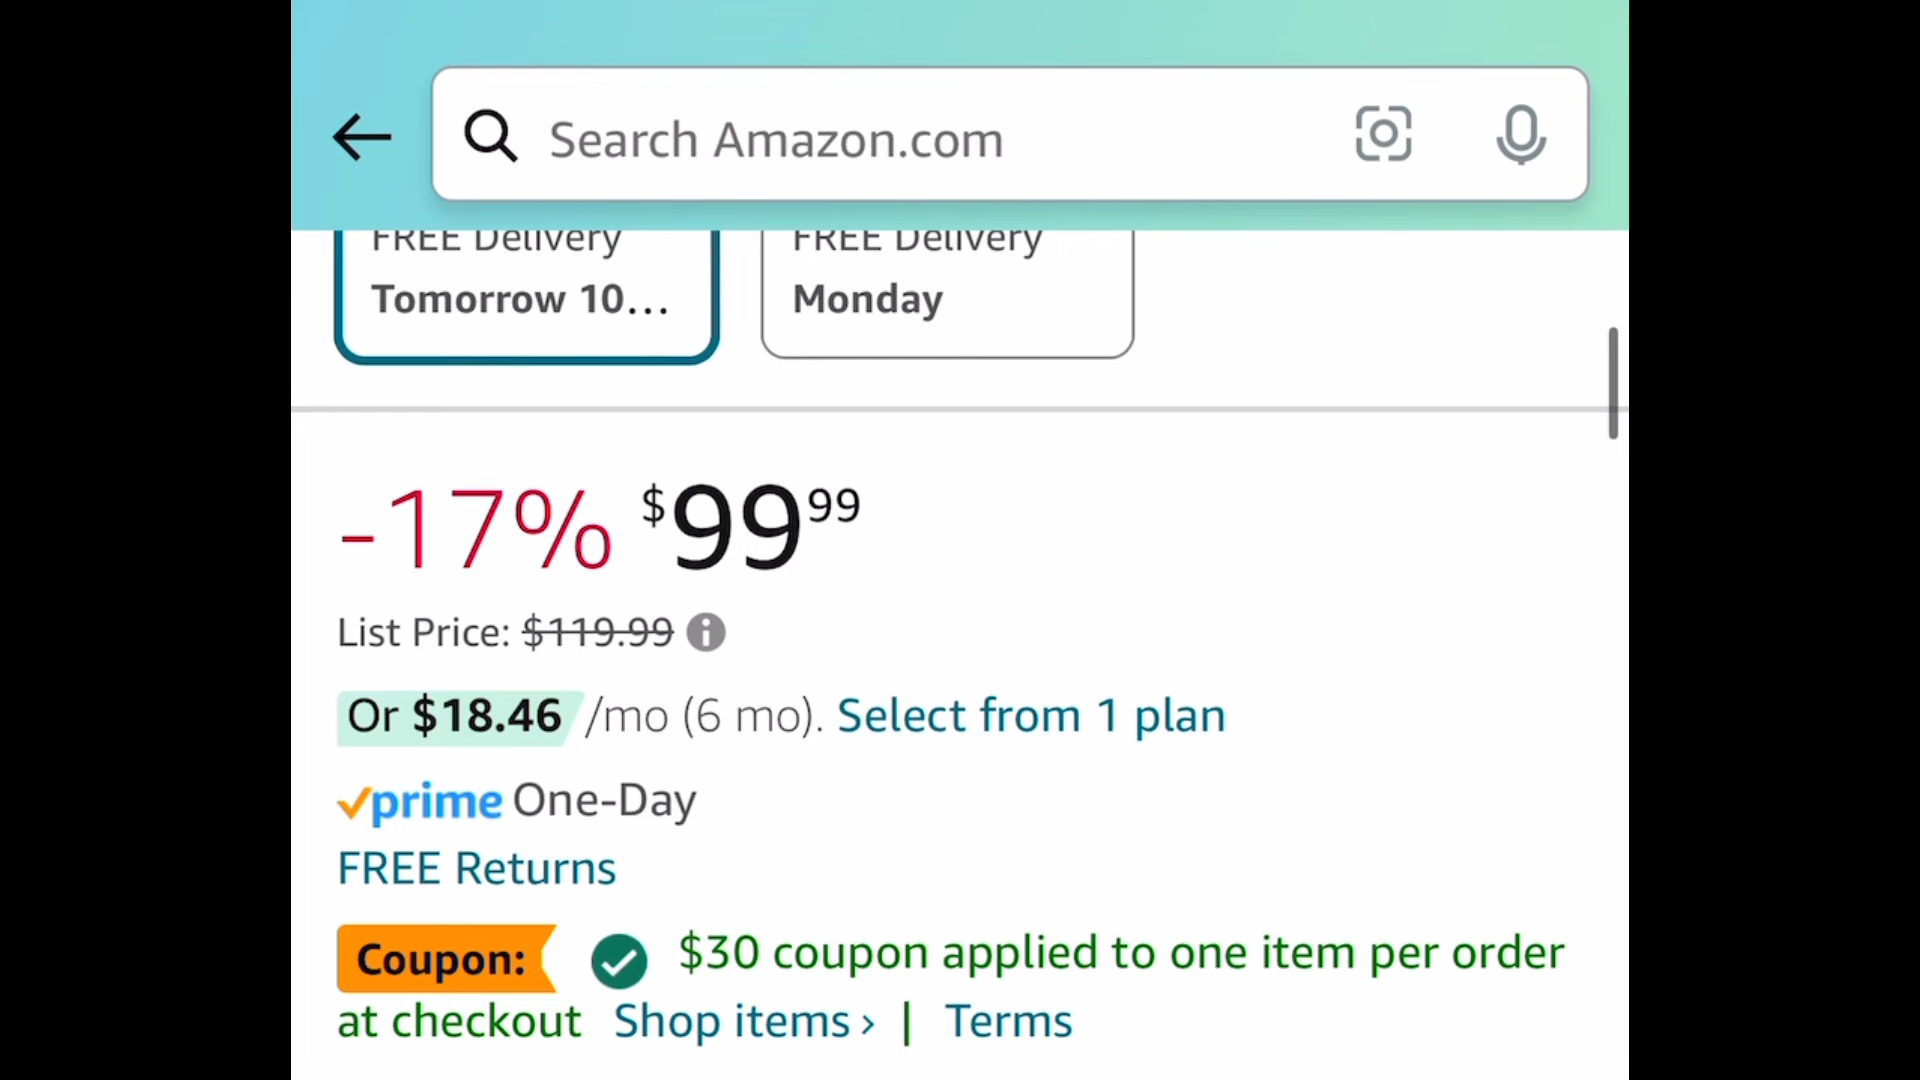 Search Amazon.com
FREE Delivery FREE Delivery
Tomorrow 10... Monday
-17% $99 99
List Price: $119.99
Or $18.46 /mo (6 mo). Select from 1 plan
prime One-Day
FREE Returns
Coupon: $30 coupon applied to one item per order
at checkout Shop items › | Terms